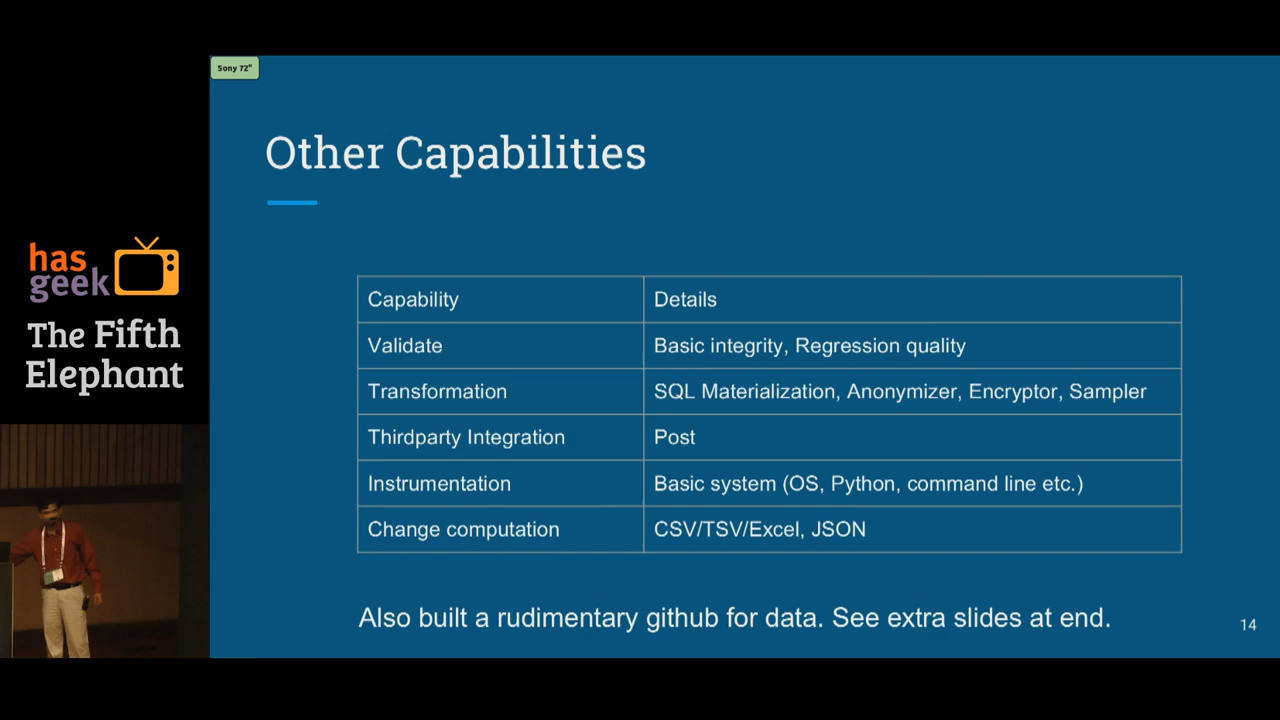 Sony 72"
Other Capabilities
has
geek
The Fifth
Elephant
Capability Details
Validate Basic integrity, Regression quality
Transformation SQL Materialization, Anonymizer, Encryptor, Sampler
Thirdparty Integration Post
Instrumentation Basic system (OS, Python, command line etc.)
Change computation CSV/TSV/Excel, JSON
Also built a rudimentary github for data. See extra slides at end.
14